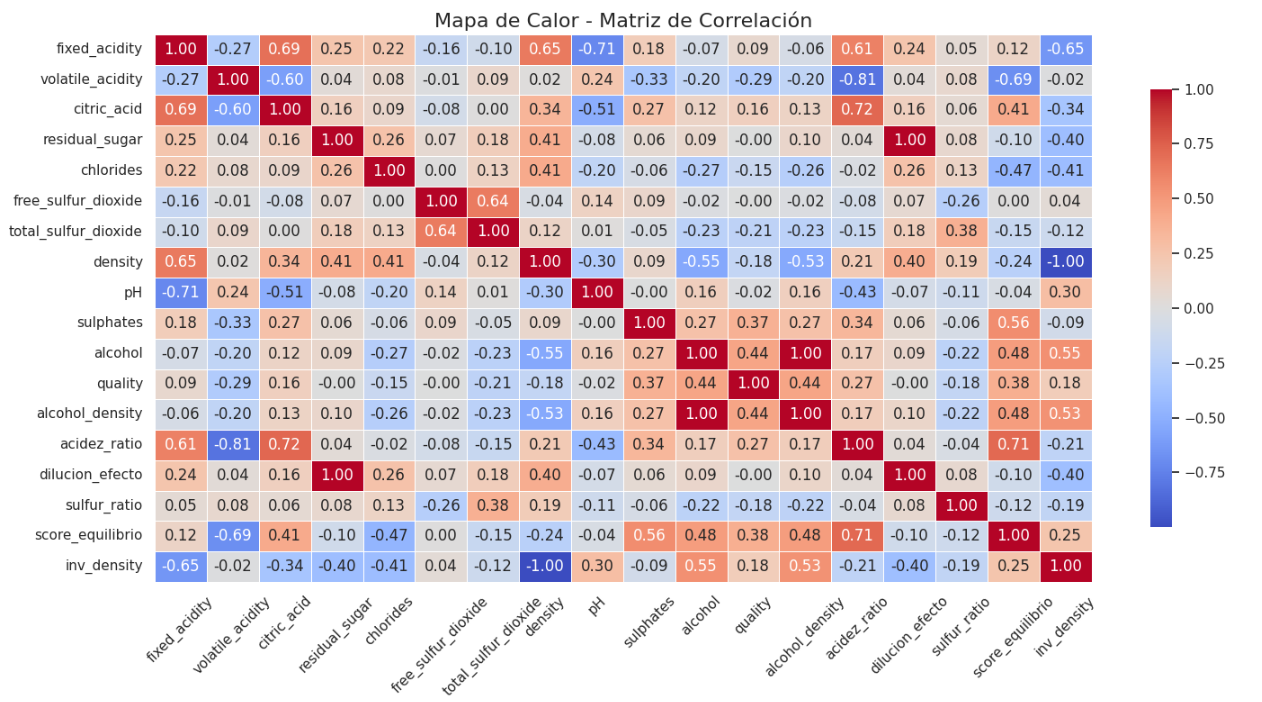 Mapa de Calor - Matriz de Correlación
fixed_acidity 1.00 -0.27 0.69 0.25 0.22 -0.16 -0.10 0.65 -0.71 0.18 -0.07 0.09 -0.06 0.61 0.24 0.05 0.12 -0.65
volatile_acidity -0.27 1.00 -0.60 0.04 0.08 -0.01 0.09 0.02 0.24 -0.33 -0.20 -0.29 -0.20 -0.81 0.04 0.08 -0.69 -0.02
citric_acid 0.69 -0.60 1.00 0.16 0.09 -0.08 0.00 0.34 -0.51 0.27 0.12 0.16 0.13 0.72 0.16 0.06 0.41 -0.34
residual_sugar 0.25 0.04 0.16 1.00 0.26 0.07 0.18 0.41 -0.08 0.06 0.09 -0.00 0.10 0.04 1.00 0.08 -0.10 -0.40
chlorides 0.22 0.08 0.09 0.26 1.00 0.00 0.13 0.41 -0.20 -0.06 -0.27 -0.15 -0.26 -0.02 0.26 0.13 -0.47 -0.41
free_sulfur_dioxide -0.16 -0.01 -0.08 0.07 0.00 1.00 0.64 -0.04 0.14 0.09 -0.02 -0.00 -0.02 -0.08 0.07 -0.26 0.00 0.04
total_sulfur_dioxide -0.10 0.09 0.00 0.18 0.13 0.64 1.00 0.12 0.01 -0.05 -0.23 -0.21 -0.23 -0.15 0.18 0.38 -0.15 -0.12
density 0.65 0.02 0.34 0.41 0.41 -0.04 0.12 1.00 -0.30 0.09 -0.55 -0.18 -0.53 0.21 0.40 0.19 -0.24 -1.00
pH -0.71 0.24 -0.51 -0.08 -0.20 0.14 0.01 -0.30 1.00 -0.00 0.16 -0.02 0.16 -0.43 -0.07 -0.11 -0.04 0.30
sulphates 0.18 -0.33 0.27 0.06 -0.06 0.09 -0.05 0.09 -0.00 1.00 0.27 0.37 0.27 0.34 0.06 -0.06 0.56 -0.09
alcohol -0.07 -0.20 0.12 0.09 -0.27 -0.02 -0.23 -0.55 0.16 0.27 1.00 0.44 1.00 0.17 0.09 -0.22 0.48 0.55
quality 0.09 -0.29 0.16 -0.00 -0.15 -0.00 -0.21 -0.18 -0.02 0.37 0.44 1.00 0.44 0.27 -0.00 -0.18 0.38 0.18
alcohol_density -0.06 -0.20 0.13 0.10 -0.26 -0.02 -0.23 -0.53 0.16 0.27 1.00 0.44 1.00 0.17 0.10 -0.22 0.48 0.53
acidez_ratio 0.61 -0.81 0.72 0.04 -0.02 -0.08 -0.15 0.21 -0.43 0.34 0.17 0.27 0.17 1.00 0.04 -0.04 0.71 -0.21
dilucion_efecto 0.24 0.04 0.16 1.00 0.26 0.07 0.18 0.40 -0.07 0.06 0.09 -0.00 0.10 0.04 1.00 0.08 -0.10 -0.40
sulfur_ratio 0.05 0.08 0.06 0.08 0.13 -0.26 0.38 0.19 -0.11 -0.06 -0.22 -0.18 -0.22 -0.04 0.08 1.00 -0.12 -0.19
score_equilibrio 0.12 -0.69 0.41 -0.10 -0.47 0.00 -0.15 -0.24 -0.04 0.56 0.48 0.38 0.48 0.71 -0.10 -0.12 1.00 0.25
inv_density -0.65 -0.02 -0.34 -0.40 -0.41 0.04 -0.12 -1.00 0.30 -0.09 0.55 0.18 0.53 -0.21 -0.40 -0.19 0.25 1.00
fixed_acidity volatile_acidity citric_acid residual_sugar chlorides free_sulfur_dioxide total_sulfur_dioxide density pH sulphates alcohol quality alcohol_density acidez_ratio dilucion_efecto sulfur_ratio score_equilibrio inv_density
1.00
0.75
0.50
0.25
0.00
−0.25
−0.50
−0.75